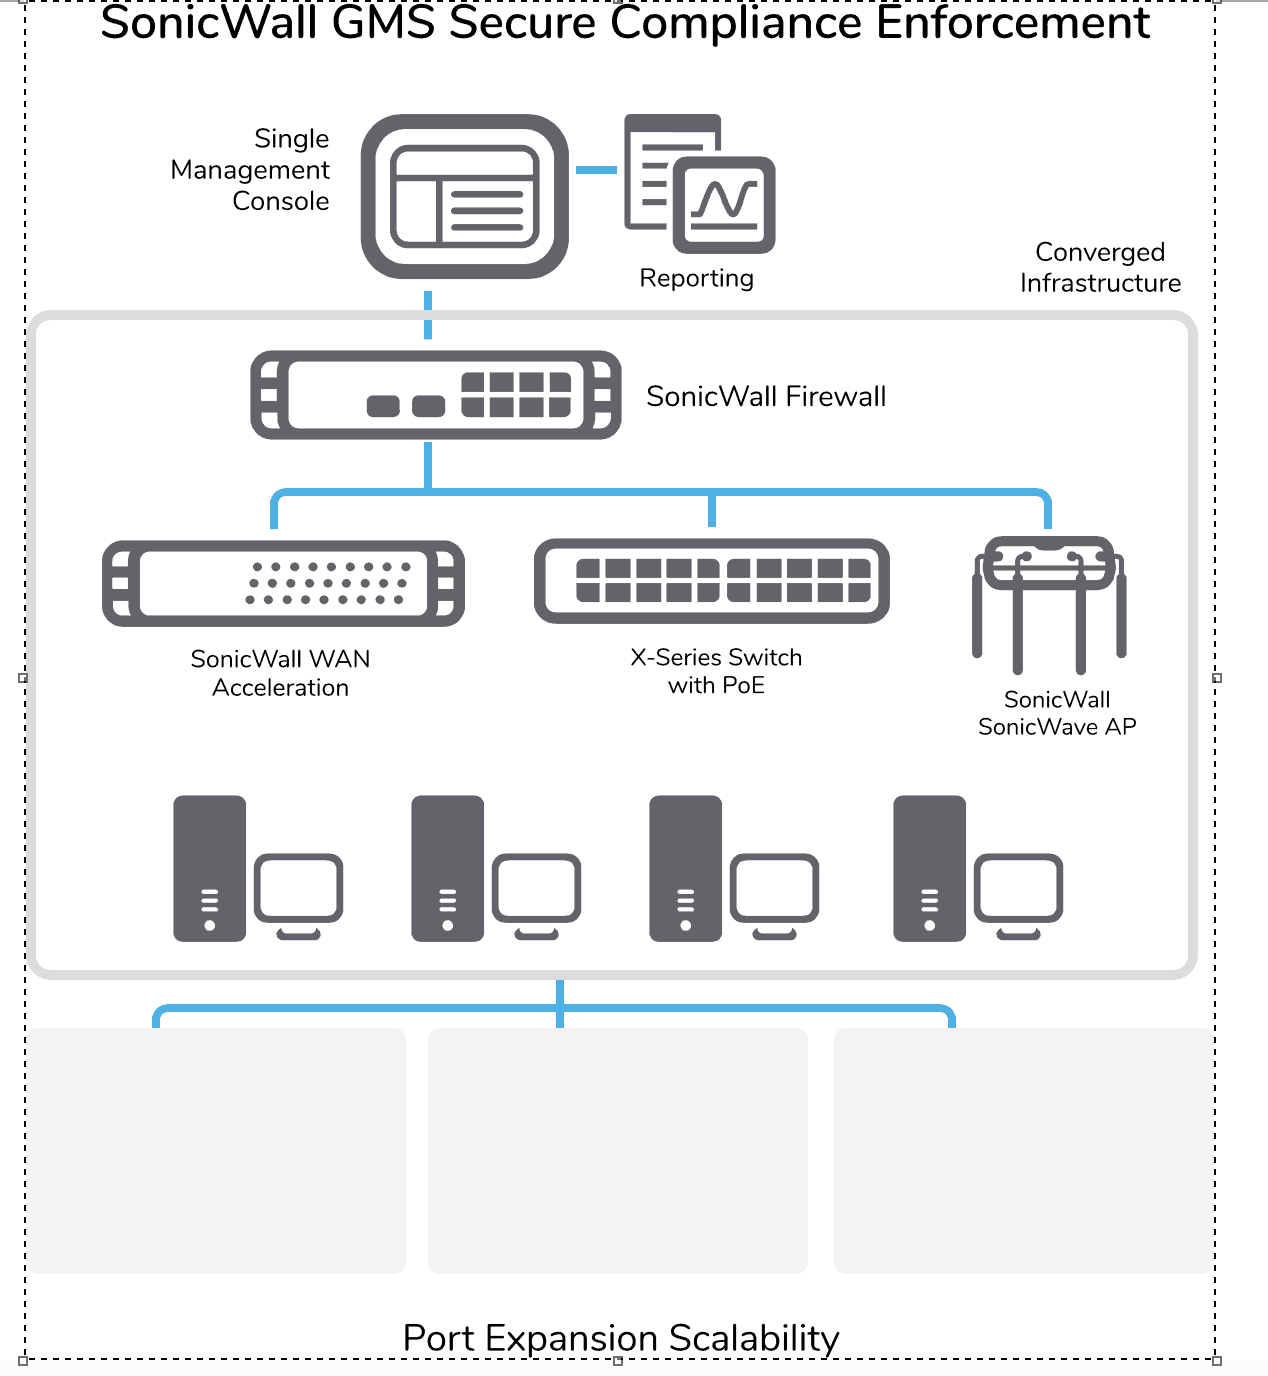 SonicWall GMS Secure Compliance Enforcement
Single
Management
Console
Reporting
Converged
Infrastructure
SonicWall Firewall
SonicWall WAN
Acceleration
X-Series Switch
with PoE
SonicWall
SonicWave AP
Port Expansion Scalability